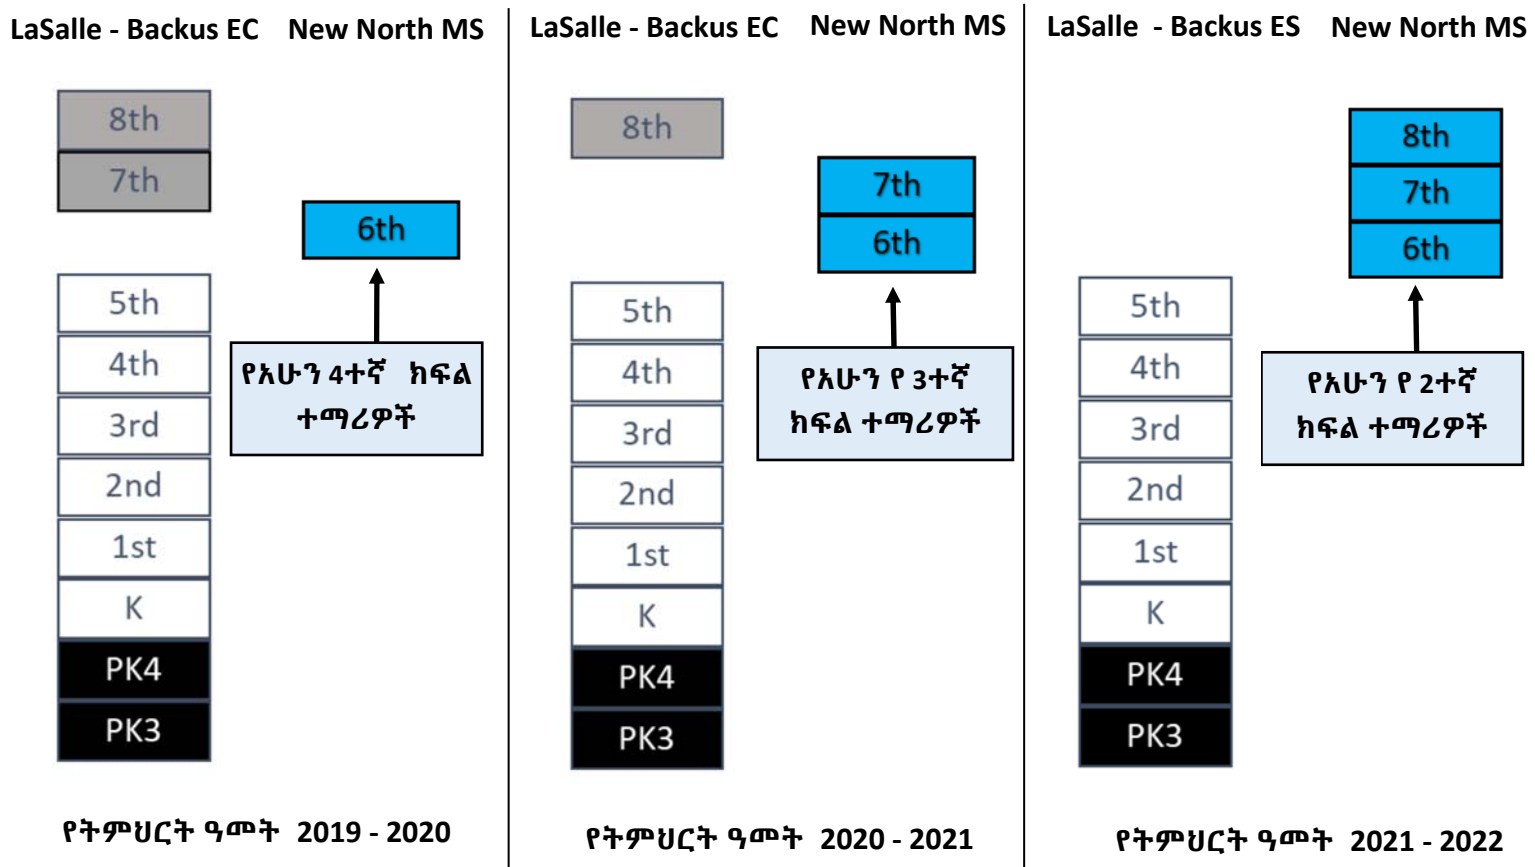 LaSalle - Backus EC New North MS
8th
7th
6th
5th
4th
3rd
2nd
1st
K
PK4
PK3
የአሁን 4ተኛ ክፍል
ተማሪዎች
የትምህርት ዓመት 2019 - 2020
LaSalle - Backus EC New North MS
8th
7th
6th
5th
4th
3rd
2nd
1st
K
PK4
PK3
የአሁን የ 3ተኛ
ክፍል ተማሪዎች
የትምህርት ዓመት 2020 - 2021
LaSalle - Backus ES New North MS
8th
7th
6th
5th
4th
3rd
2nd
1st
K
PK4
PK3
የአሁን የ 2ተኛ
ክፍል ተማሪዎች
የትምህርት ዓመት 2021 - 2022